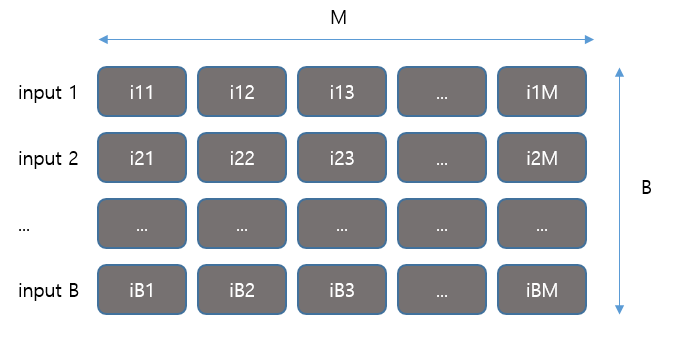 M
input 1 i11 i12 i13 ... i1M
input 2 i21 i22 i23 ... i2M
B
... ... ... ... ... ...
input B iB1 iB2 iB3 ... iBM